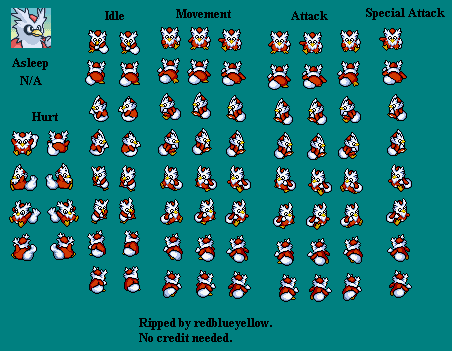 Idle
Movement
Attack
Special Attack
Asleep
N/A
Hurt
Ripped by redblueyellow.
No credit needed.